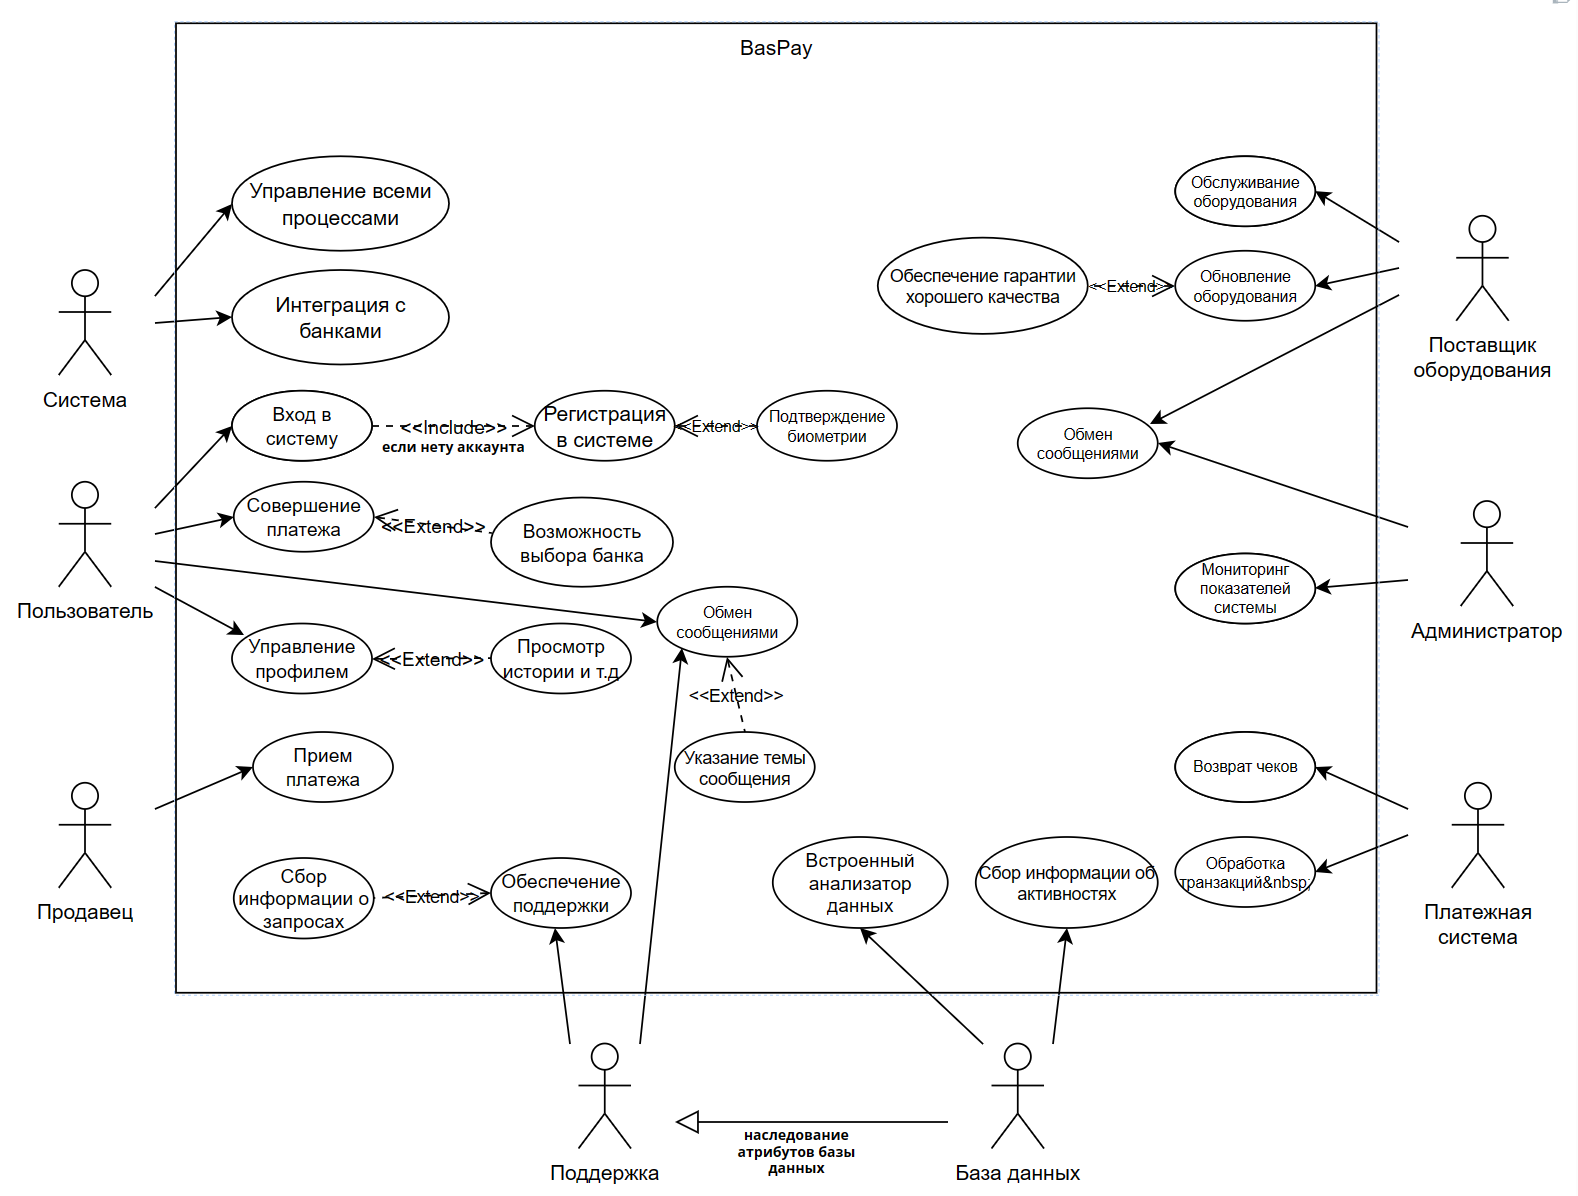 BasPay
Управление всеми
процессами
Интеграция с
банками
Система
Обслуживание
оборудования
Обеспечение гарантии
хорошего качества
<<Extend>>
Обновление
оборудования
Поставщик
оборудования
Вход в
систему
<<Include>>
если нету аккаунта
Регистрация
в системе
<<Extend>>
Подтверждение
биометрии
Обмен
сообщениями
Совершение
платежа
<<Extend>>
Возможность
выбора банка
Пользователь
Обмен
сообщениями
Мониторинг
показателей
системы
Администратор
Управление
профилем
<<Extend>>
Просмотр
истории и т.д
<<Extend>>
Указание темы
сообщения
Прием
платежа
Продавец
Возврат чеков
Обработка
транзакций&nbsp;
Платежная
система
Сбор
информации о
запросах
<<Extend>>
Обеспечение
поддержки
Встроенный
анализатор
данных
Сбор информации об
активностях
Поддержка
наследование
атрибутов базы
данных
База данных